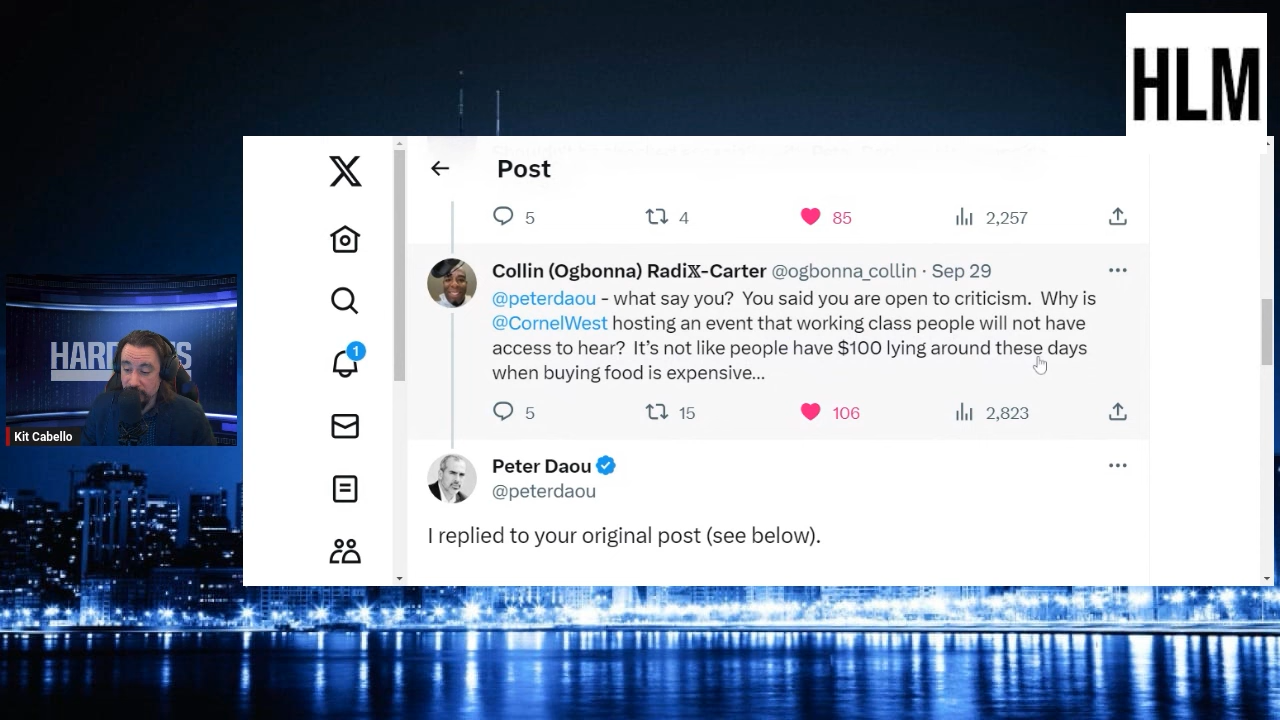 HLM
X
Post
5 4 85 2,257
Collin (Ogbonna) Radi𝕏-Carter @ogbonna_collin · Sep 29
@peterdaou - what say you? You said you are open to criticism. Why is
@CornelWest hosting an event that working class people will not have
access to hear? It's not like people have $100 lying around these days
when buying food is expensive...
1
5 15 106 2,823
Kit Cabello
Peter Daou
@peterdaou
I replied to your original post (see below).